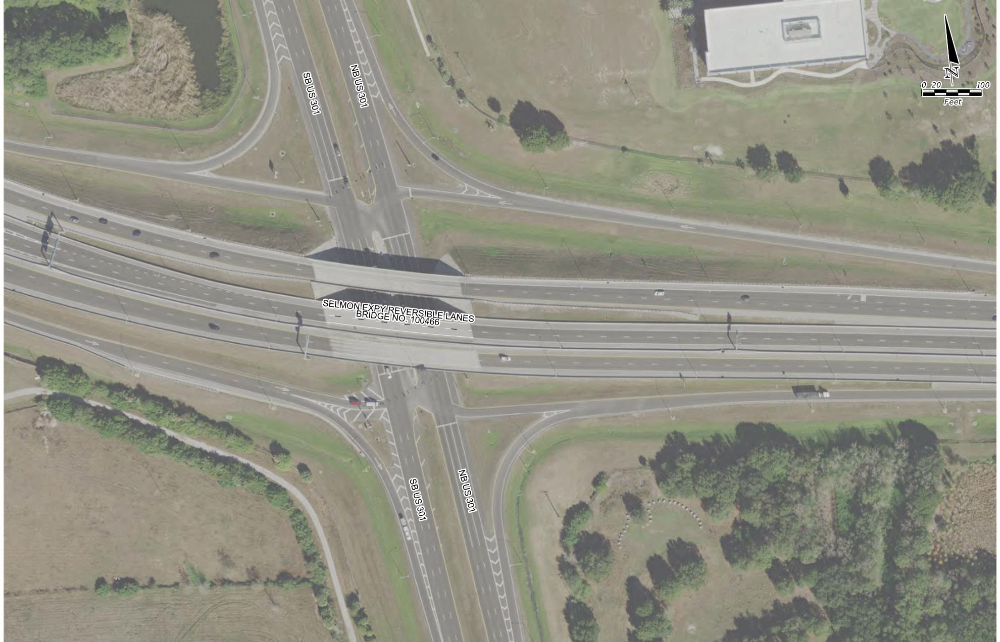 SB US 301
NB US 301
N
0 20 100
Feet
SELMON EXPY REVERSIBLE LANES
BRIDGE NO. 100466
SB US 301
NB US 301